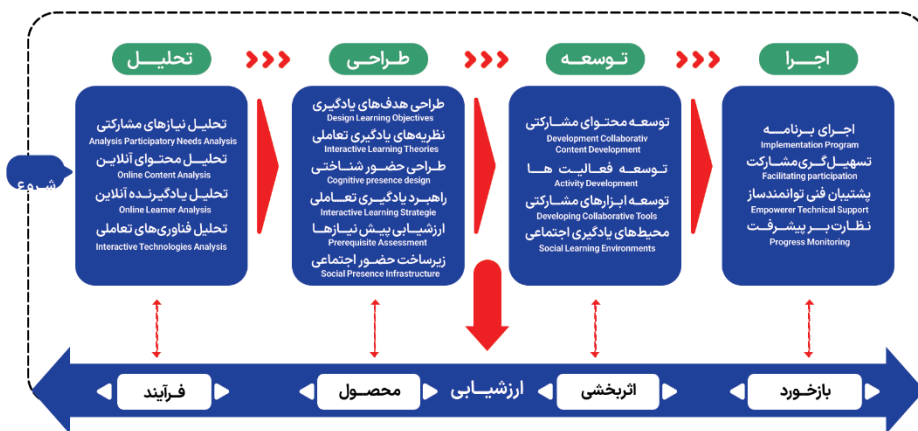 شروع
تحلیل
تحلیل نیازهای مشارکتی
Analysis Participatory Needs Analysis
تحلیل محتوای آنلاین
Online Content Analysis
تحلیل یادگیرنده آنلاین
Online Learner Analysis
تحلیل فناوری‌های تعاملی
Interactive Technologies Analysis
طراحی
طراحی هدف‌های یادگیری
Design Learning Objectives
نظریه‌های یادگیری تعاملی
Interactive Learning Theories
طراحی حضور شناختی
Cognitive presence design
راهبرد یادگیری تعاملی
Interactive Learning Strategie
ارزشیابی پیش نیازها
Prerequisite Assessment
زیرساخت حضور اجتماعی
Social Presence Infrastructure
توسعه
توسعه محتوای مشارکتی
Development Collaborativ
Content Development
توسعه فعالیت ها
Activity Development
توسعه ابزارهای مشارکتی
Developing Collaborative Tools
محیط‌های یادگیری اجتماعی
Social Learning Environments
اجرا
اجرای برنامه
Implementation Program
تسهیل‌گری مشارکت
Facilitating participation
پشتیبان فنی توانمندساز
Empowerer Technical Support
نظارت بر پیشرفت
Progress Monitoring
فرآیند
محصول
ارزشیابی
اثربخشی
بازخورد